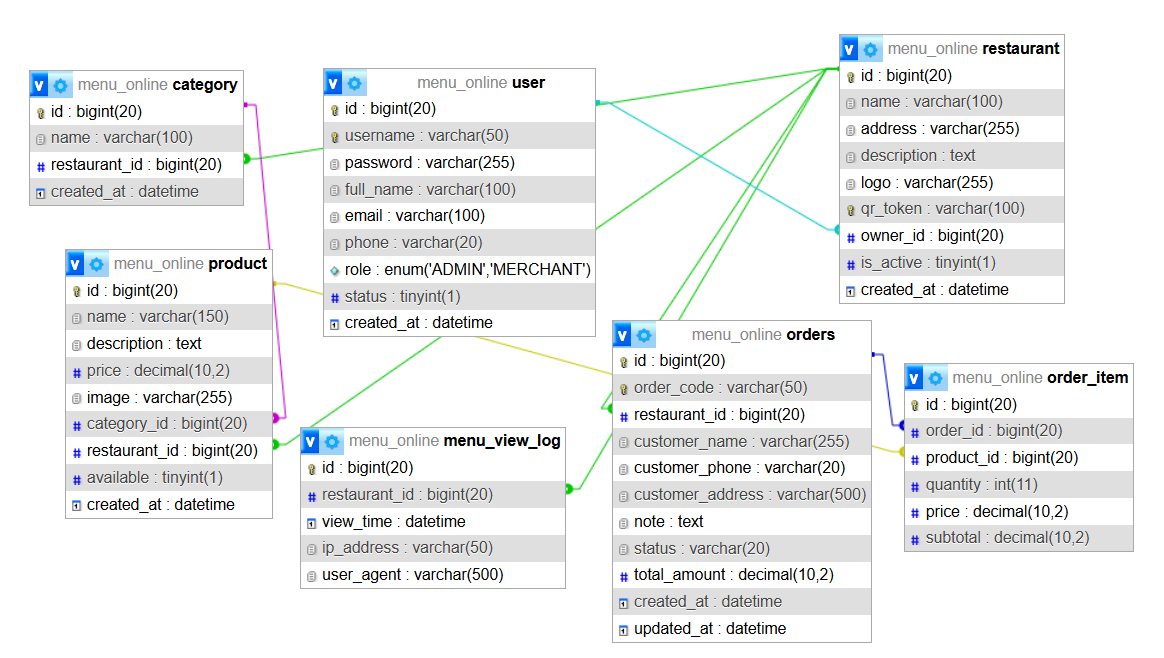 v menu_online category
id : bigint(20)
name : varchar(100)
# restaurant_id : bigint(20)
created_at : datetime
v menu_online user
id : bigint(20)
username : varchar(50)
password : varchar(255)
full_name : varchar(100)
email : varchar(100)
phone : varchar(20)
role : enum('ADMIN','MERCHANT')
# status : tinyint(1)
created_at : datetime
v menu_online restaurant
id : bigint(20)
name : varchar(100)
address : varchar(255)
description : text
logo : varchar(255)
qr_token : varchar(100)
# owner_id : bigint(20)
# is_active : tinyint(1)
created_at : datetime
v menu_online product
id : bigint(20)
name : varchar(150)
description : text
# price : decimal(10,2)
image : varchar(255)
# category_id : bigint(20)
# restaurant_id : bigint(20)
# available : tinyint(1)
created_at : datetime
v menu_online menu_view_log
id : bigint(20)
# restaurant_id : bigint(20)
view_time : datetime
ip_address : varchar(50)
user_agent : varchar(500)
v menu_online orders
id : bigint(20)
order_code : varchar(50)
# restaurant_id : bigint(20)
customer_name : varchar(255)
customer_phone : varchar(20)
customer_address : varchar(500)
note : text
status : varchar(20)
# total_amount : decimal(10,2)
created_at : datetime
updated_at : datetime
v menu_online order_item
id : bigint(20)
# order_id : bigint(20)
# product_id : bigint(20)
# quantity : int(11)
# price : decimal(10,2)
# subtotal : decimal(10,2)